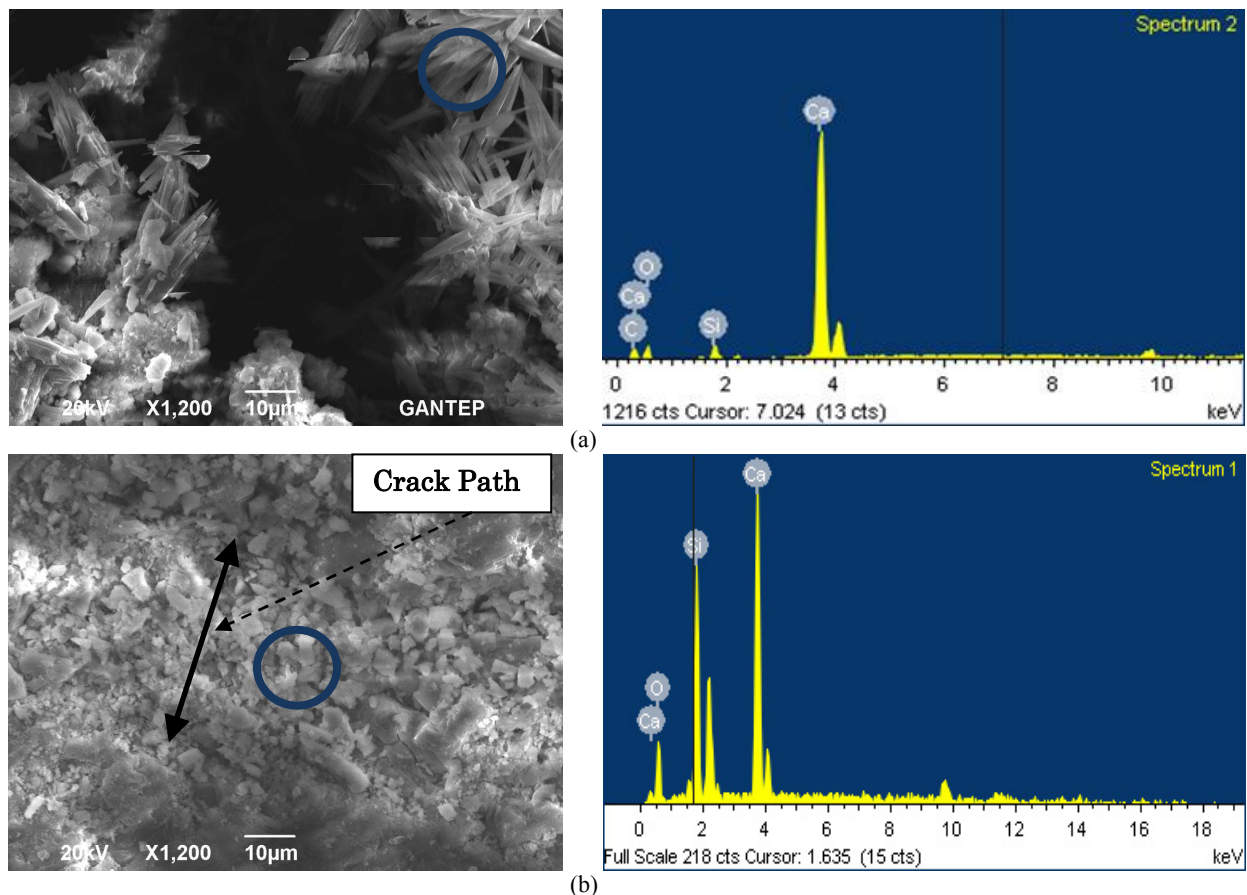 Spectrum 2
Ca
O
Ca
C
Si
0 2 4 6 8 10
20kV X1,200 10µm GANTEP
1216 cts Cursor: 7.024 (13 cts) keV
(a)
Crack Path
Spectrum 1
Ca
Si
O
Ca
0 2 4 6 8 10 12 14 16 18
20kV X1,200 10µm
Full Scale 218 cts Cursor: 1.635 (15 cts) keV
(b)